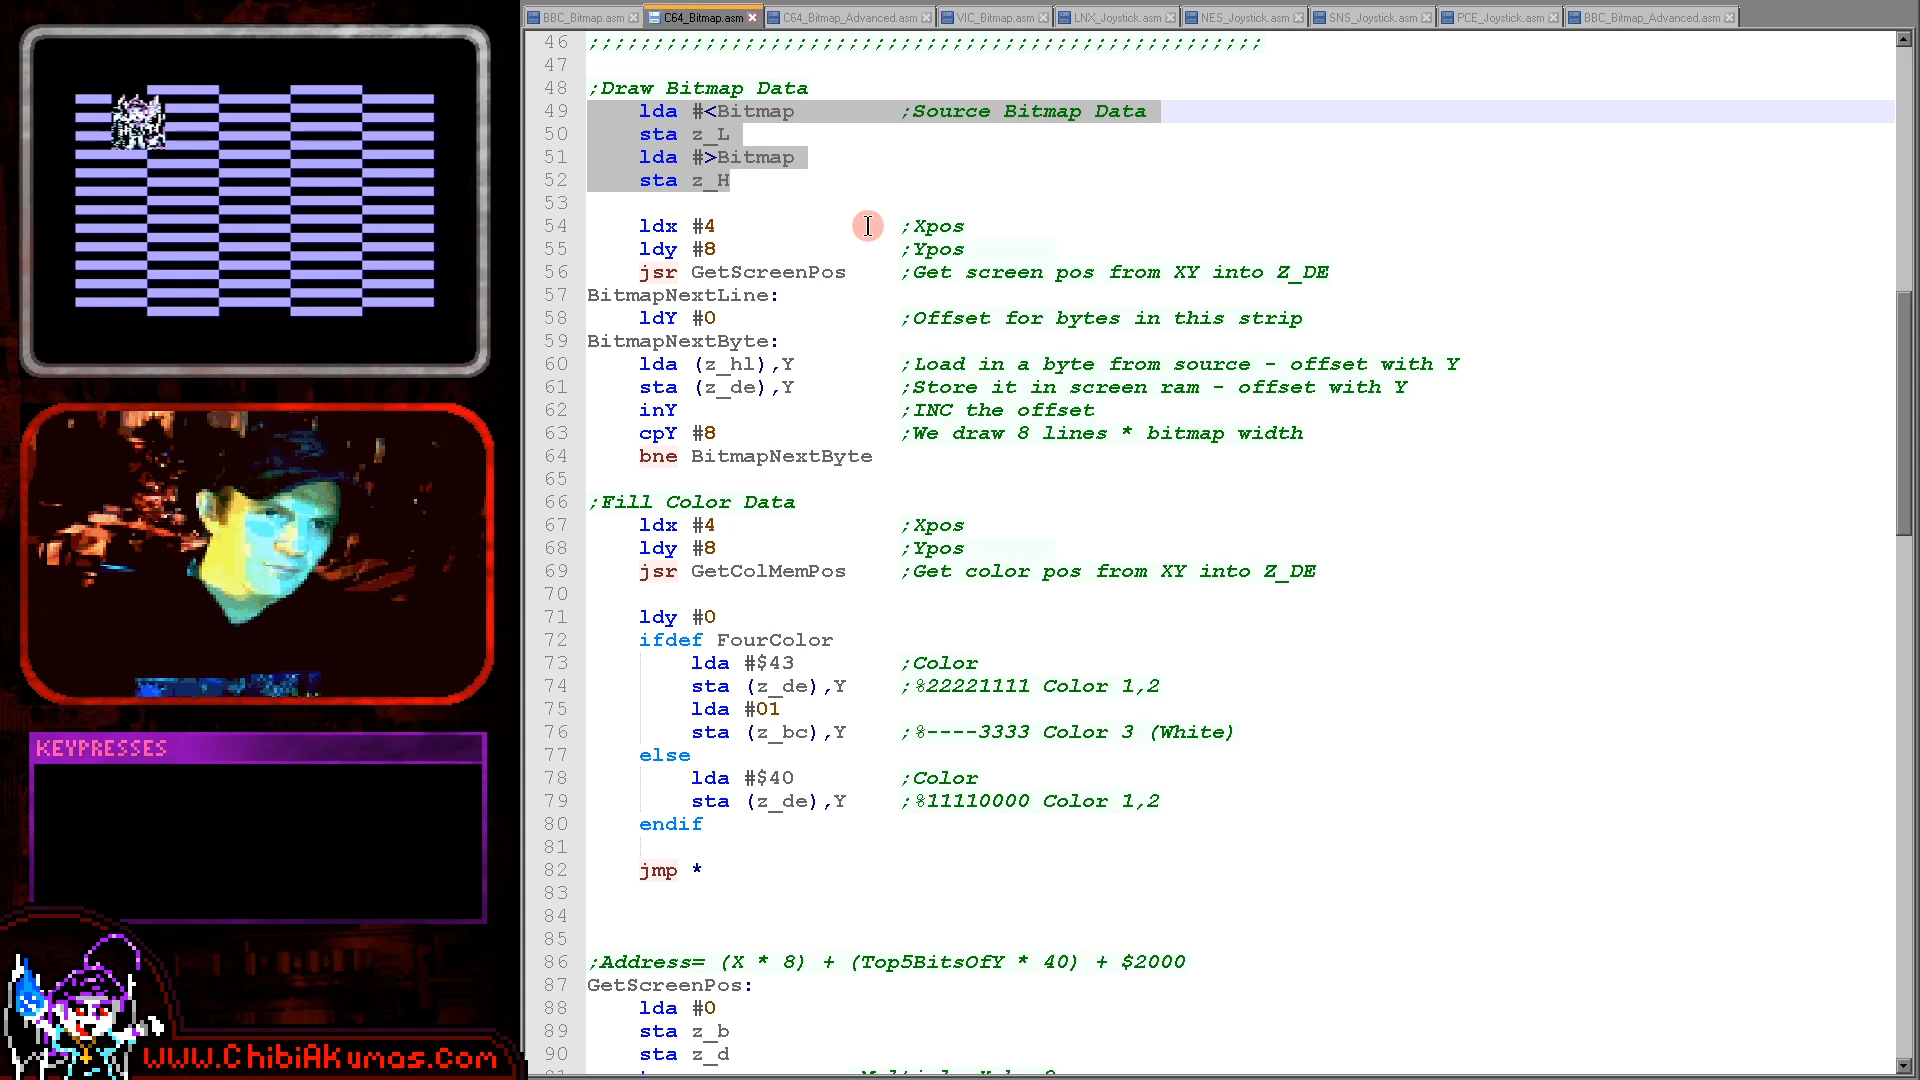 BBC_Bitmap.asm C64_Bitmap.asm C64_Bitmap_Advanced.asm VIC_Bitmap.asm LNX_Joystick.asm NES_Joystick.asm SNS_Joystick.asm PCE_Joystick.asm BBC_Bitmap_Advanced.asm
46 ;;;;;;;;;;;;;;;;;;;;;;;;;;;;;;;;;;;;;;;;;;;;;;;;;;;;
47
48 ;Draw Bitmap Data
49 lda #<Bitmap ;Source Bitmap Data
50 sta z_L
51 lda #>Bitmap
52 sta z_H
53
54 ldx #4 ;Xpos
55 ldy #8 ;Ypos
56 jsr GetScreenPos ;Get screen pos from XY into Z_DE
57 BitmapNextLine:
58 ldY #0 ;Offset for bytes in this strip
59 BitmapNextByte:
60 lda (z_hl),Y ;Load in a byte from source - offset with Y
61 sta (z_de),Y ;Store it in screen ram - offset with Y
62 inY ;INC the offset
63 cpY #8 ;We draw 8 lines * bitmap width
64 bne BitmapNextByte
65
66 ;Fill Color Data
67 ldx #4 ;Xpos
68 ldy #8 ;Ypos
69 jsr GetColMemPos ;Get color pos from XY into Z_DE
70
71 ldy #0
72 ifdef FourColor
73 lda #$43 ;Color
74 sta (z_de),Y ;%22221111 Color 1,2
75 lda #01
76 sta (z_bc),Y ;%----3333 Color 3 (White)
77 else
78 lda #$40 ;Color
79 sta (z_de),Y ;%11110000 Color 1,2
80 endif
81
82 jmp *
83
84
85
86 ;Address= (X * 8) + (Top5BitsOfY * 40) + $2000
87 GetScreenPos:
88 lda #0
89 sta z_b
90 sta z_d
KEYPRESSES
www.ChibiAkumas.com